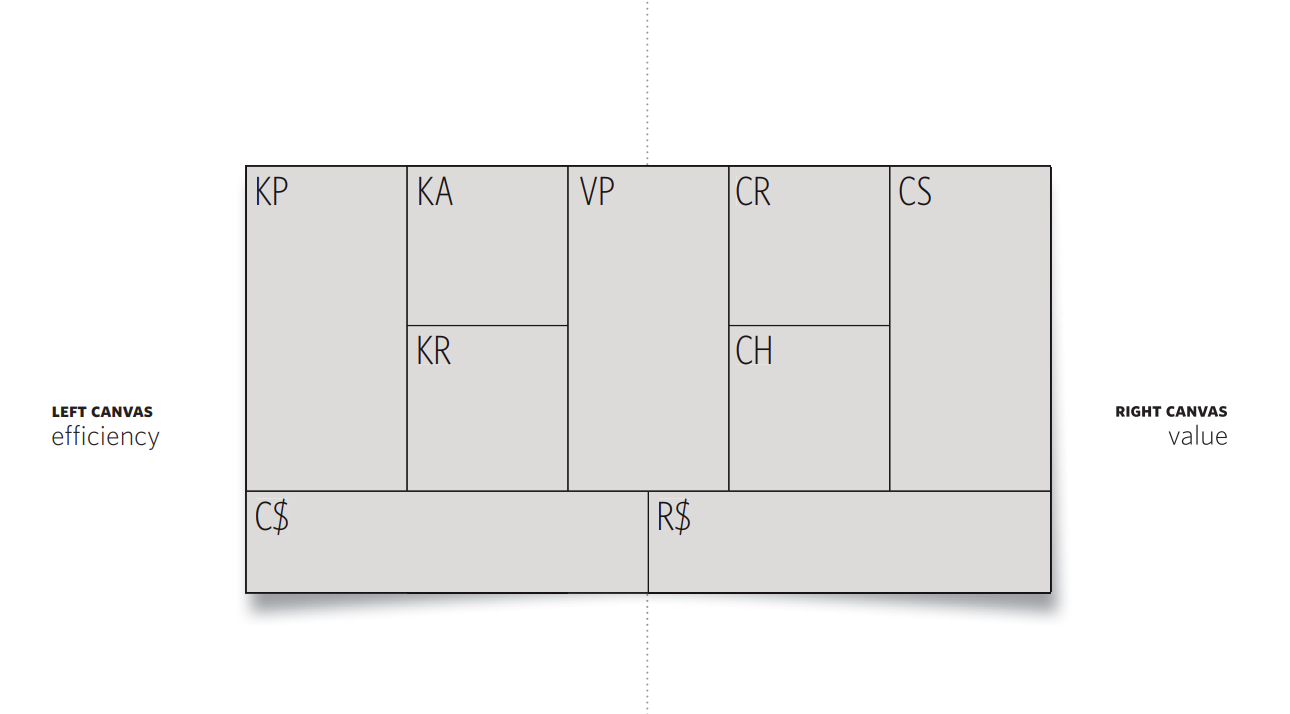 KP
KA
VP
CR
CS
KR
CH
LEFT CANVAS
efficiency
RIGHT CANVAS
value
C$
R$